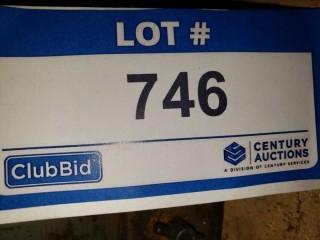 LOT #
746
ClubBid
CENTURY
AUCTIONS
A DIVISION OF CENTURY SERVICES